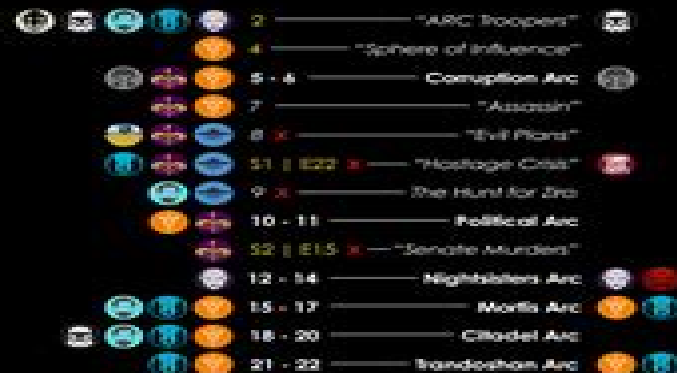 2 "ARC Troopers"
4 "Sphere of Influence"
5 - 6 Corruption Arc
7 "Assassin"
8 X "Evil Plans"
S1 | E22 X "Hostage Crisis"
9 X The Hunt for Ziro
10 - 11 Political Arc
S2 | E15 X "Senate Murders"
12 - 14 Nightsisters Arc
15 - 17 Mortis Arc
18 - 20 Citadel Arc
21 - 22 Trandoshan Arc